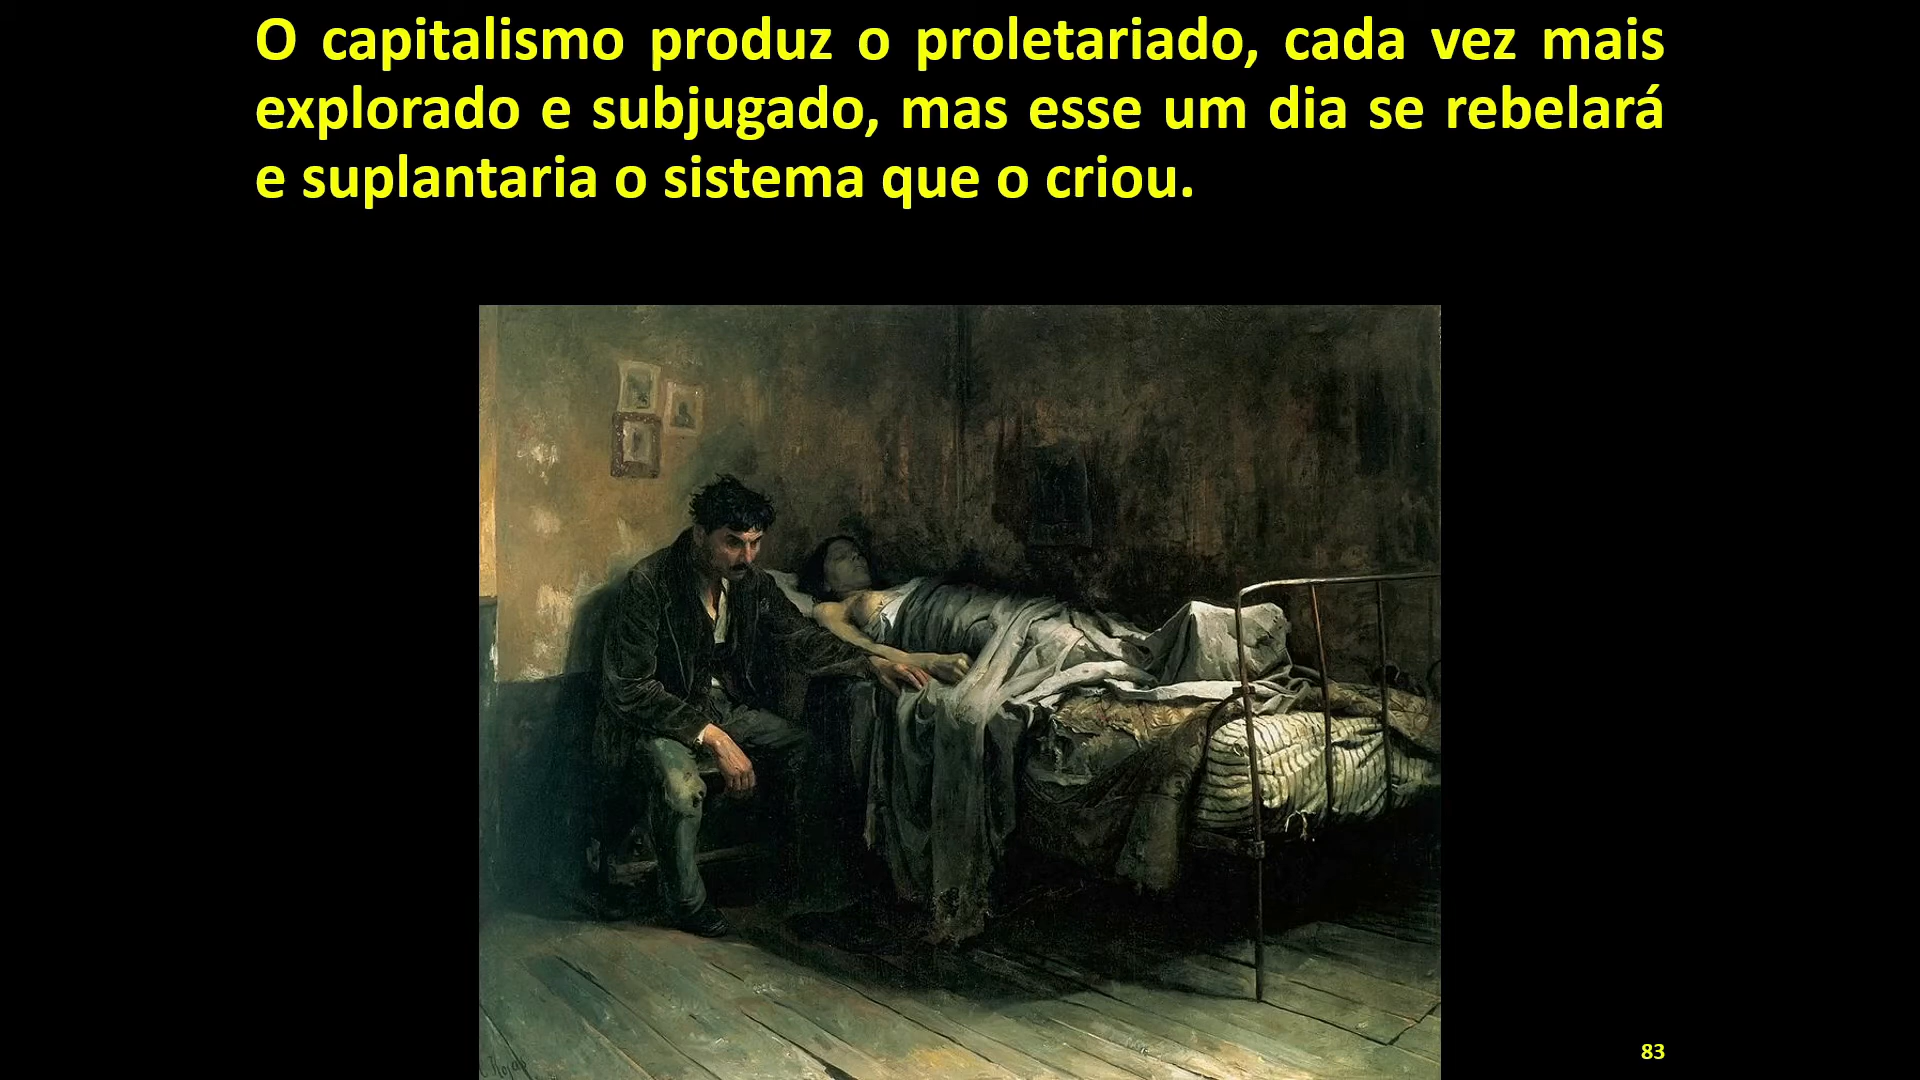 O capitalismo produz o proletariado, cada vez mais
explorado e subjugado, mas esse um dia se rebelará
e suplantaria o sistema que o criou.
C. Rojas
83